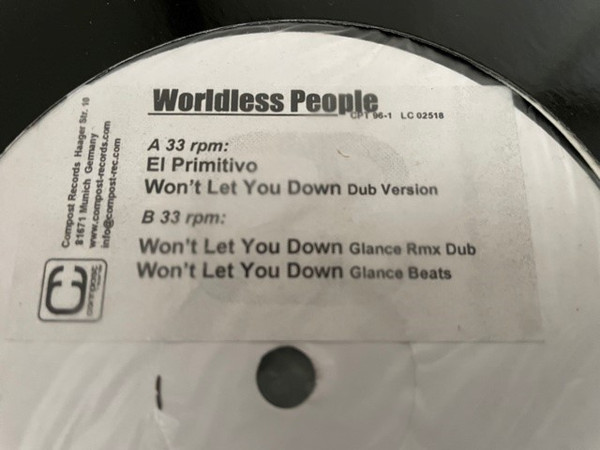 Worldless People
CPT 96-1 LC 02518
A 33 rpm:
El Primitivo
Won't Let You Down Dub Version
B 33 rpm:
Won't Let You Down Glance Rmx Dub
Won't Let You Down Glance Beats
Compost Records Haager Str. 10
81671 Munich Germany
www.compost-records.com
info@compost-rec.com
compost